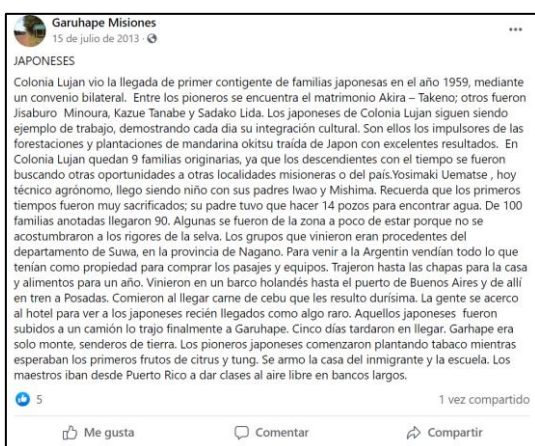 Garuhape Misiones
15 de julio de 2013 ·
JAPONESES
Colonia Lujan vio la llegada de primer contigente de familias japonesas en el año 1959, mediante
un convenio bilateral. Entre los pioneros se encuentra el matrimonio Akira – Takeno; otros fueron
Jisaburo Minoura, Kazue Tanabe y Sadako Lida. Los japoneses de Colonia Lujan siguen siendo
ejemplo de trabajo, demostrando cada dia su integración cultural. Son ellos los impulsores de las
forestaciones y plantaciones de mandarina okitsu traída de Japon con excelentes resultados. En
Colonia Lujan quedan 9 familias originarias, ya que los descendientes con el tiempo se fueron
buscando otras oportunidades a otras localidades misioneras o del país.Yosimaki Uematse , hoy
técnico agrónomo, llego siendo niño con sus padres Iwao y Mishima. Recuerda que los primeros
tiempos fueron muy sacrificados; su padre tuvo que hacer 14 pozos para encontrar agua. De 100
familias anotadas llegaron 90. Algunas se fueron de la zona a poco de estar porque no se
acostumbraron a los rigores de la selva. Los grupos que vinieron eran procedentes del
departamento de Suwa, en la provincia de Nagano. Para venir a la Argentin vendían todo lo que
tenían como propiedad para comprar los pasajes y equipos. Trajeron hasta las chapas para la casa
y alimentos para un año. Vinieron en un barco holandés hasta el puerto de Buenos Aires y de allí
en tren a Posadas. Comieron al llegar carne de cebu que les resulto durísima. La gente se acerco
al hotel para ver a los japoneses recién llegados como algo raro. Aquellos japoneses fueron
subidos a un camión lo trajo finalmente a Garuhape. Cinco días tardaron en llegar. Garhape era
solo monte, senderos de tierra. Los pioneros japoneses comenzaron plantando tabaco mientras
esperaban los primeros frutos de citrus y tung. Se armo la casa del inmigrante y la escuela. Los
maestros iban desde Puerto Rico a dar clases al aire libre en bancos largos.
5 1 vez compartido
Me gusta Comentar Compartir